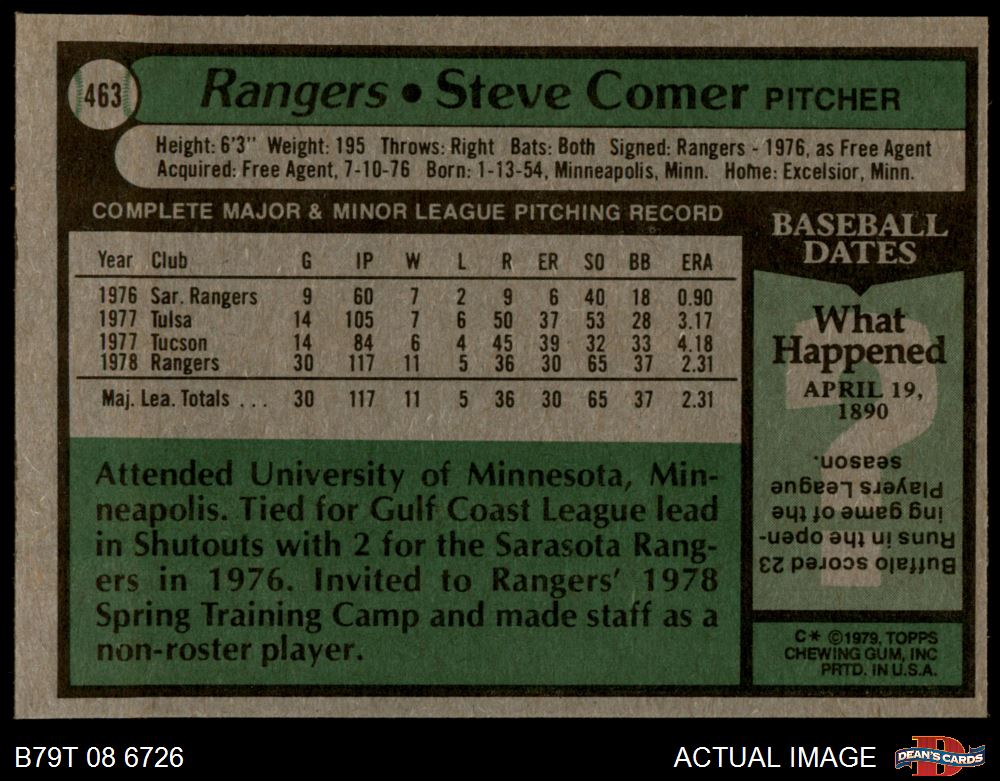 463
Rangers • Steve Comer PITCHER
Height: 6'3" Weight: 195 Throws: Right Bats: Both Signed: Rangers - 1976, as Free Agent
Acquired: Free Agent, 7-10-76 Born: 1-13-54, Minneapolis, Minn. Home: Excelsior, Minn.
COMPLETE MAJOR & MINOR LEAGUE PITCHING RECORD
Year Club G IP W L R ER SO BB ERA
1976 Sar. Rangers 9 60 7 2 9 6 40 18 0.90
1977 Tulsa 14 105 7 6 50 37 53 28 3.17
1977 Tucson 14 84 6 4 45 39 32 33 4.18
1978 Rangers 30 117 11 5 36 30 65 37 2.31
Maj. Lea. Totals ... 30 117 11 5 36 30 65 37 2.31
Attended University of Minnesota, Min-
neapolis. Tied for Gulf Coast League lead
in Shutouts with 2 for the Sarasota Rang-
ers in 1976. Invited to Rangers' 1978
Spring Training Camp and made staff as a
non-roster player.
BASEBALL
DATES
What
Happened
APRIL 19,
1890
?
Buffalo scored 23
Runs in the open-
ing game of the
Players League
season.
C* ©1979, TOPPS
CHEWING GUM, INC
PRTD. IN U.S.A.
B79T 08 6726
ACTUAL IMAGE
D
DEAN'S CARDS